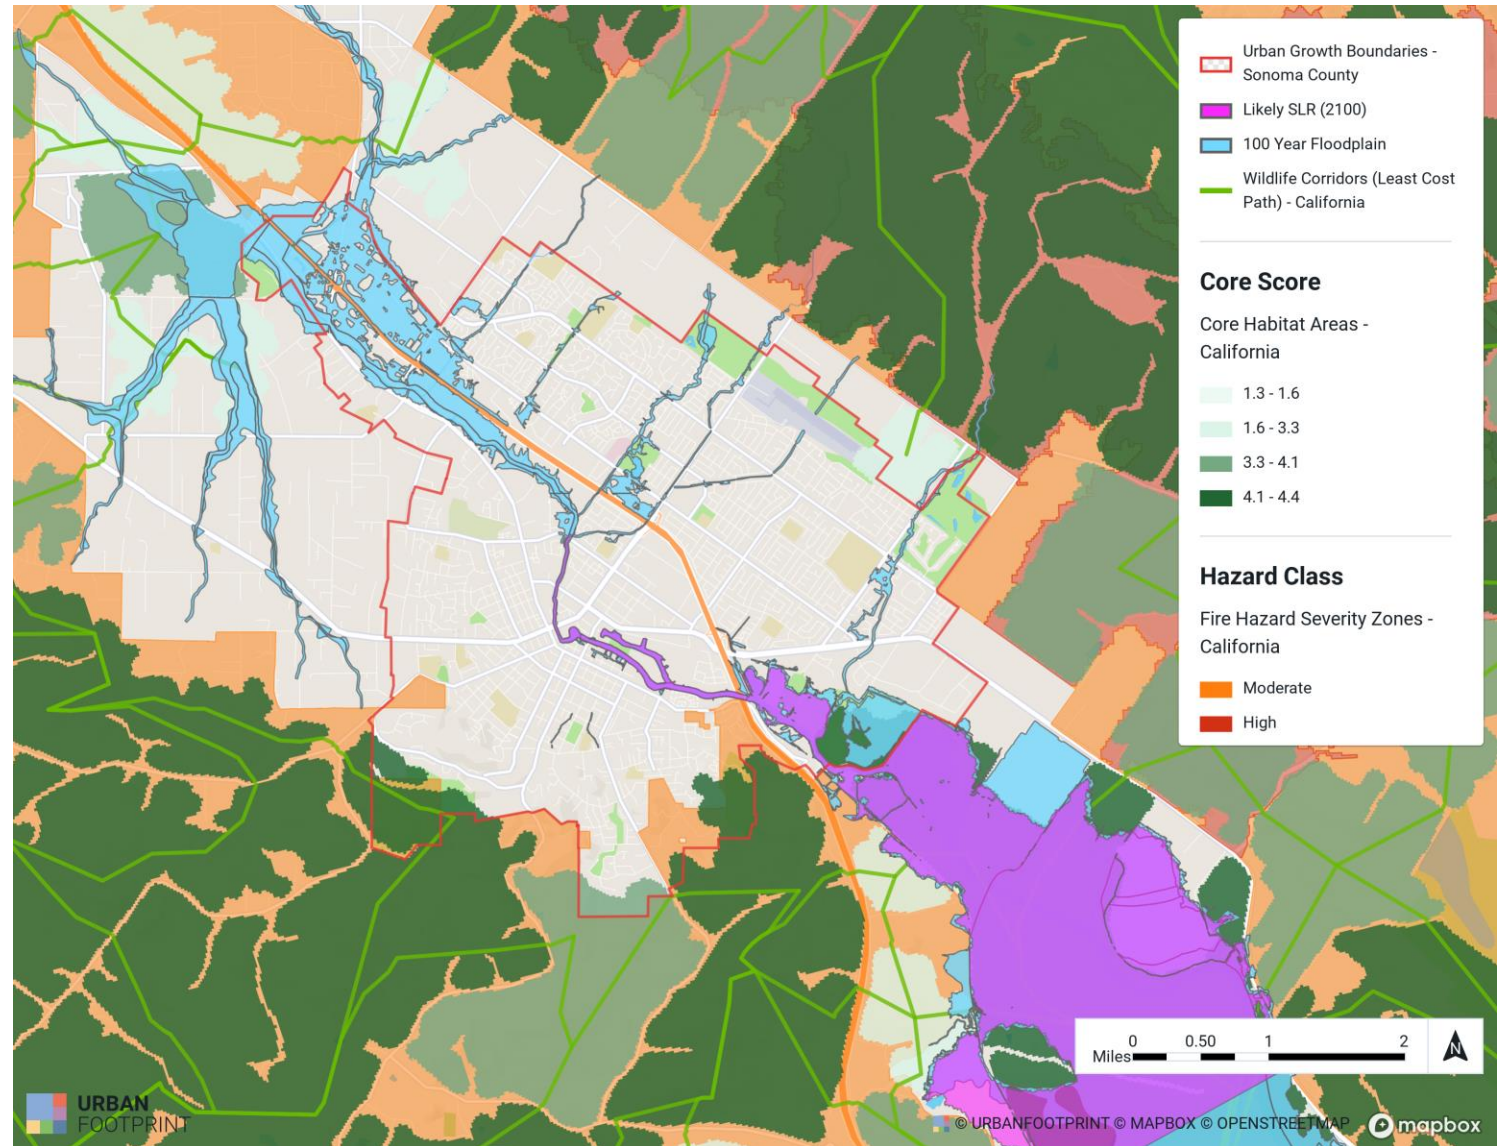 Urban Growth Boundaries -
Sonoma County
Likely SLR (2100)
100 Year Floodplain
Wildlife Corridors (Least Cost
Path) - California
Core Score
Core Habitat Areas -
California
1.3 - 1.6
1.6 - 3.3
3.3 - 4.1
4.1 - 4.4
Hazard Class
Fire Hazard Severity Zones -
California
Moderate
High
0 0.50 1 2
Miles
N
URBAN
FOOTPRINT
© URBANFOOTPRINT © MAPBOX © OPENSTREETMAP
mapbox